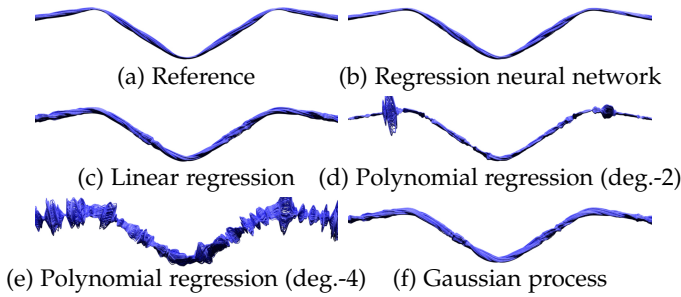 (a) Reference
(b) Regression neural network
(c) Linear regression
(d) Polynomial regression (deg.-2)
(e) Polynomial regression (deg.-4)
(f) Gaussian process